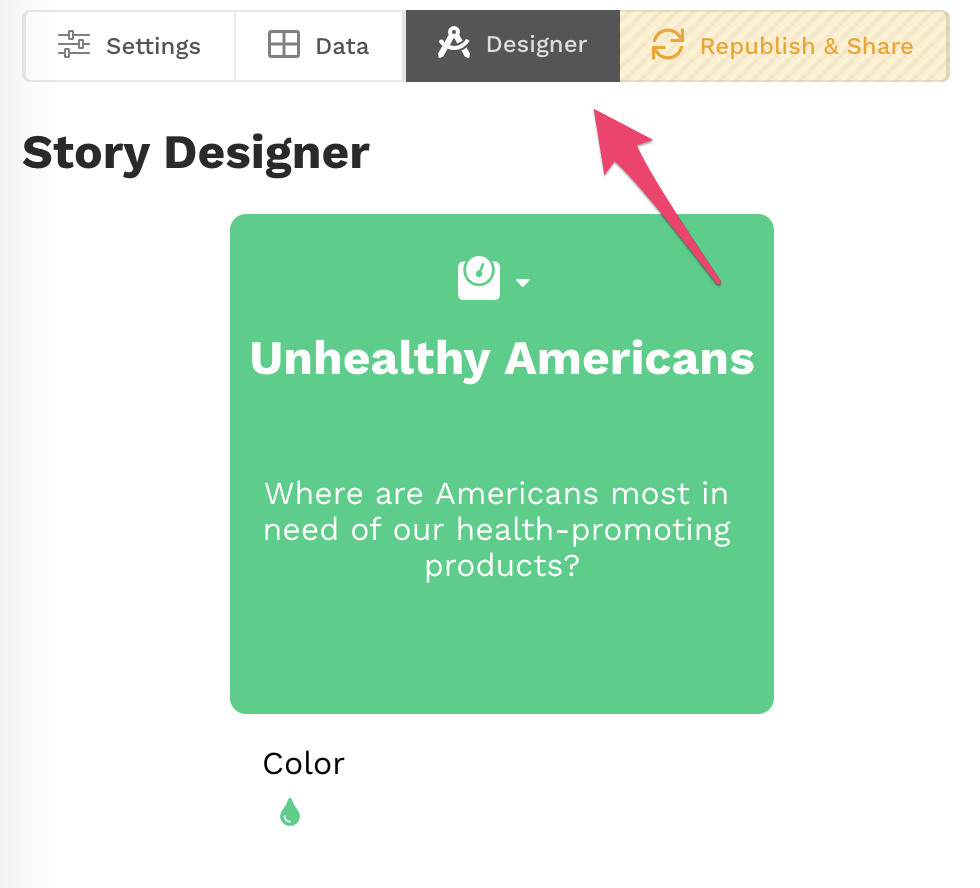 Settings Data Designer Republish & Share
Story Designer
Unhealthy Americans
Where are Americans most in
need of our health-promoting
products?
Color